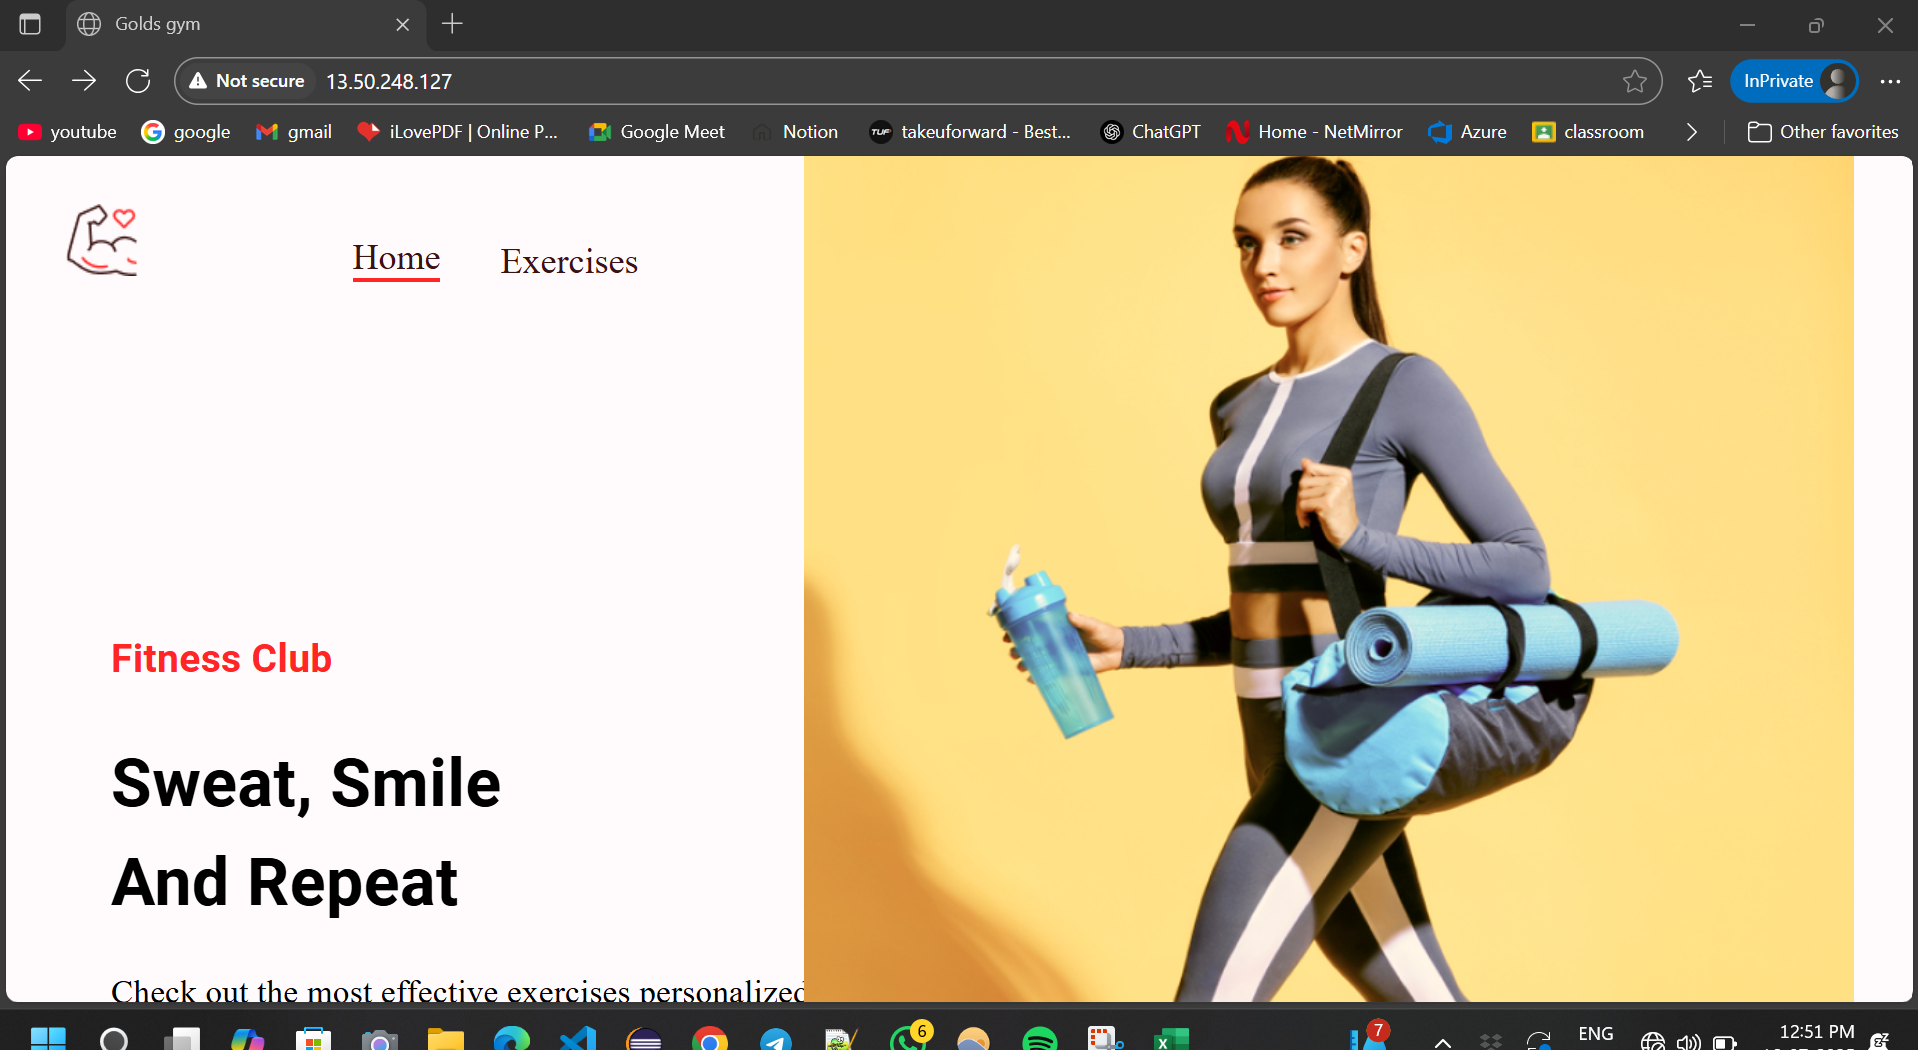 Golds gym
Not secure 13.50.248.127 InPrivate
youtube google gmail iLovePDF | Online P... Google Meet Notion TUF takeuforward - Best... ChatGPT Home - NetMirror Azure classroom Other favorites
Home Exercises
Fitness Club
Sweat, Smile
And Repeat
Check out the most effective exercises personalized
6 7 ENG 12:51 PM